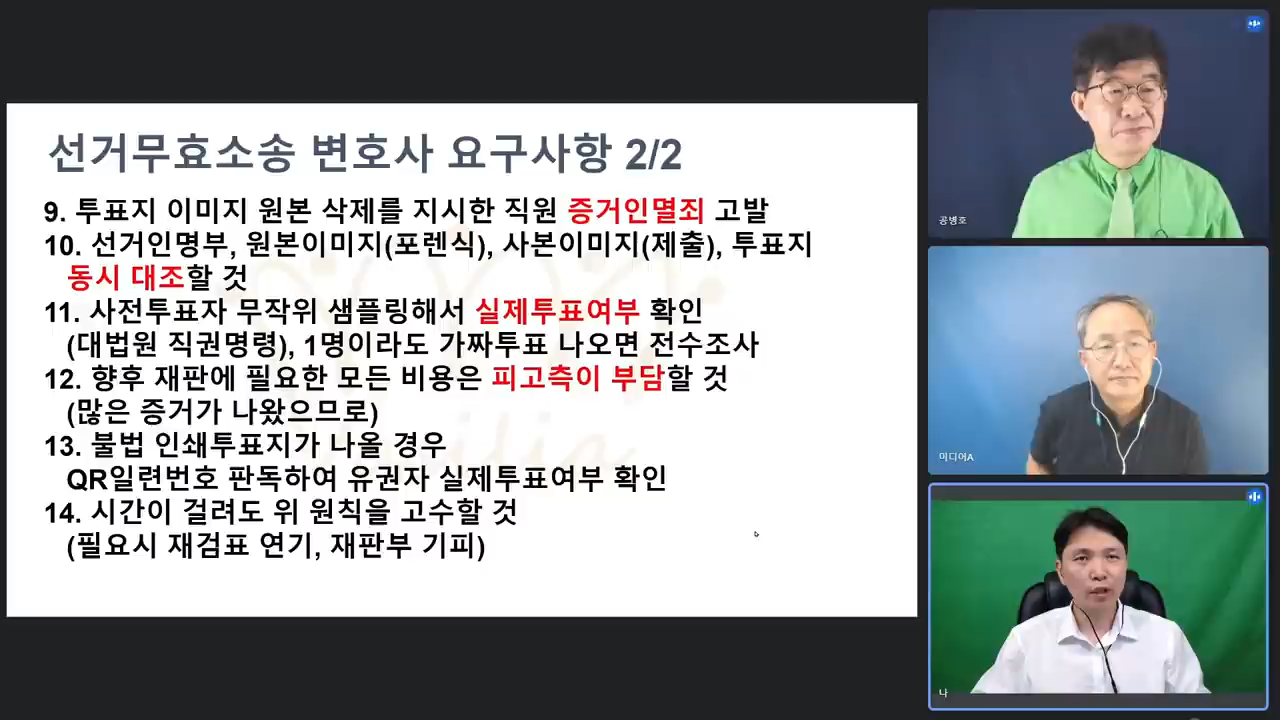 선거무효소송 변호사 요구사항 2/2
9. 투표지 이미지 원본 삭제를 지시한 직원 증거인멸죄 고발
10. 선거인명부, 원본이미지(포렌식), 사본이미지(제출), 투표지
동시 대조할 것
11. 사전투표자 무작위 샘플링해서 실제투표여부 확인
(대법원 직권명령), 1명이라도 가짜투표 나오면 전수조사
12. 향후 재판에 필요한 모든 비용은 피고측이 부담할 것
(많은 증거가 나왔으므로)
13. 불법 인쇄투표지가 나올 경우
QR일련번호 판독하여 유권자 실제투표여부 확인
14. 시간이 걸려도 위 원칙을 고수할 것
(필요시 재검표 연기, 재판부 기피)
공병호
미디어A
나